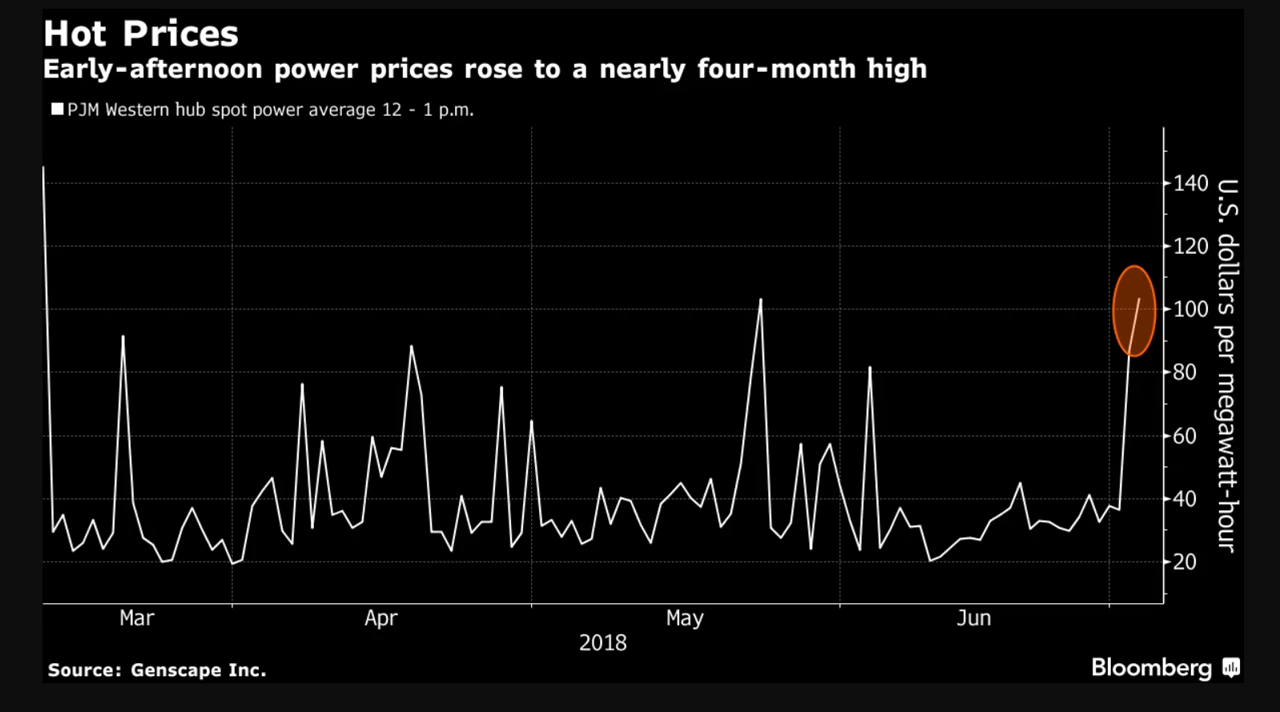 Hot Prices
Early-afternoon power prices rose to a nearly four-month high
PJM Western hub spot power average 12 - 1 p.m.
140
120
100
80
60
40
20
U.S. dollars per megawatt-hour
Mar Apr May Jun
2018
Source: Genscape Inc.
Bloomberg